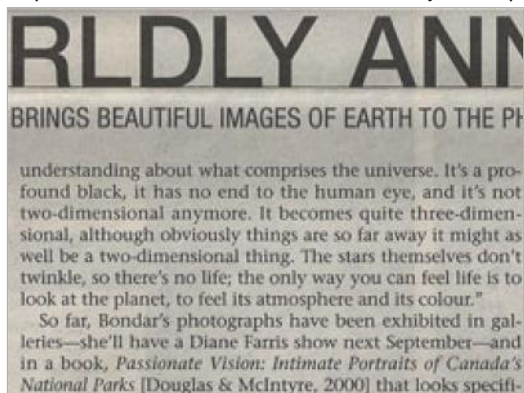 RLDLY ANN
BRINGS BEAUTIFUL IMAGES OF EARTH TO THE PH
understanding about what comprises the universe. It's a pro-
found black, it has no end to the human eye, and it's not
two-dimensional anymore. It becomes quite three-dimen-
sional, although obviously things are so far away it might as
well be a two-dimensional thing. The stars themselves don't
twinkle, so there's no life; the only way you can feel life is to
look at the planet, to feel its atmosphere and its colour."
So far, Bondar's photographs have been exhibited in gal-
leries—she'll have a Diane Farris show next September—and
in a book, Passionate Vision: Intimate Portraits of Canada's
National Parks [Douglas & McIntyre, 2000] that looks specifi-